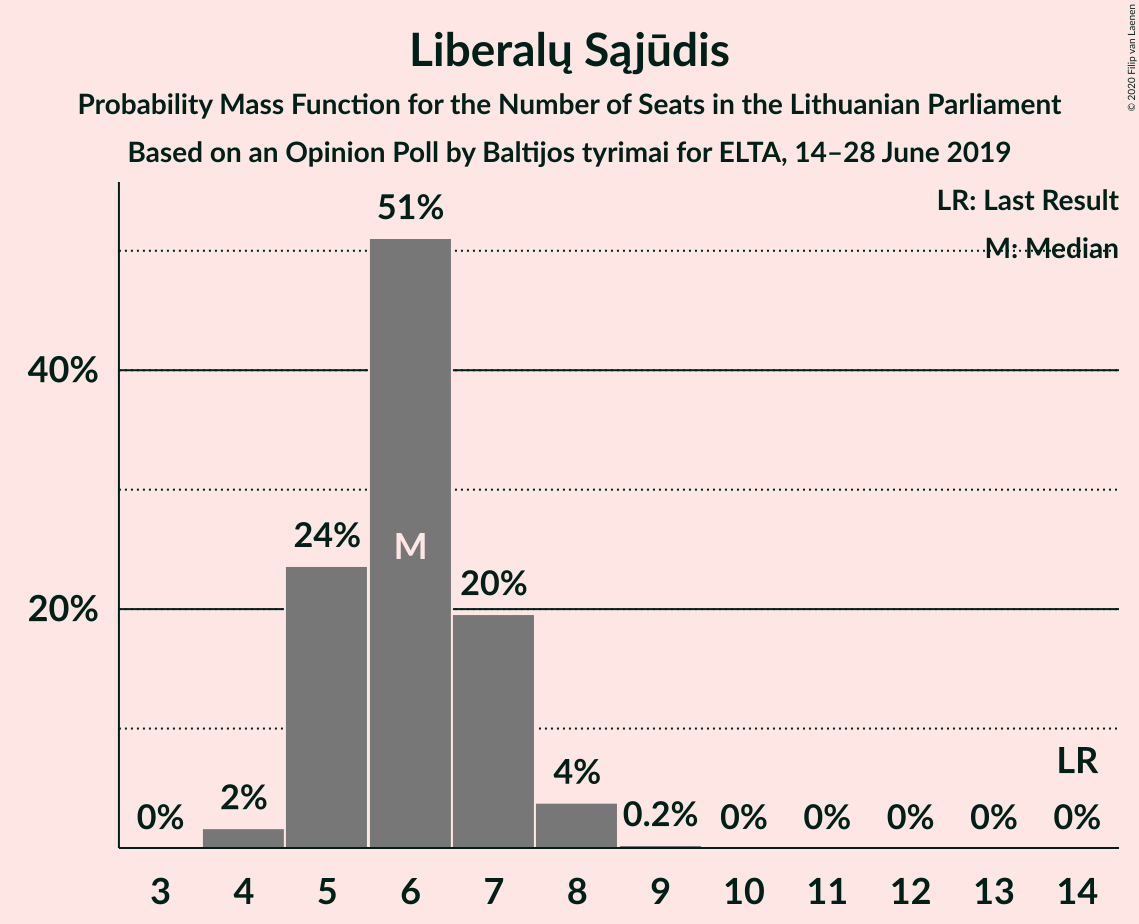 Liberalų Sąjūdis
Probability Mass Function for the Number of Seats in the Lithuanian Parliament
Based on an Opinion Poll by Baltijos tyrimai for ELTA, 14–28 June 2019
© 2020 Filip van Laenen
LR: Last Result
M: Median
51%
40%
24%
M
20%
20%
LR
4%
2%
0%
0.2%
0%
0%
0%
0%
0%
3 4 5 6 7 8 9 10 11 12 13 14